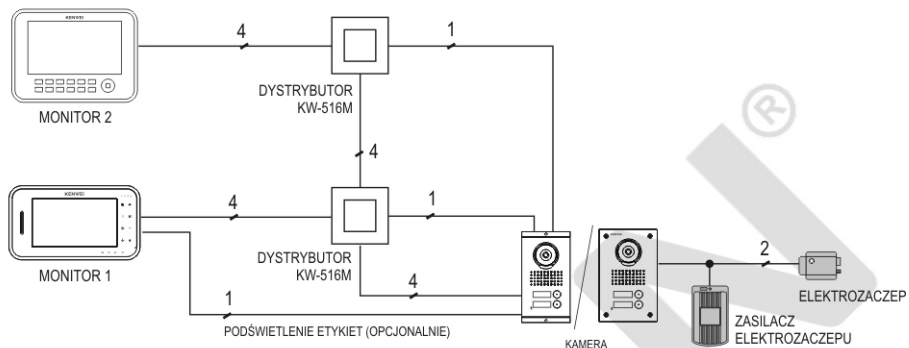 KENWEI
4
1
DYSTRYBUTOR
KW-516M
MONITOR 2
®
4
KENWEI
4
1
DYSTRYBUTOR
KW-516M
MONITOR 1
4
2
1
ELEKTROZACZEP
PODŚWIETLENIE ETYKIET (OPCJONALNIE)
ZASILACZ
ELEKTROZACZEPU
KAMERA